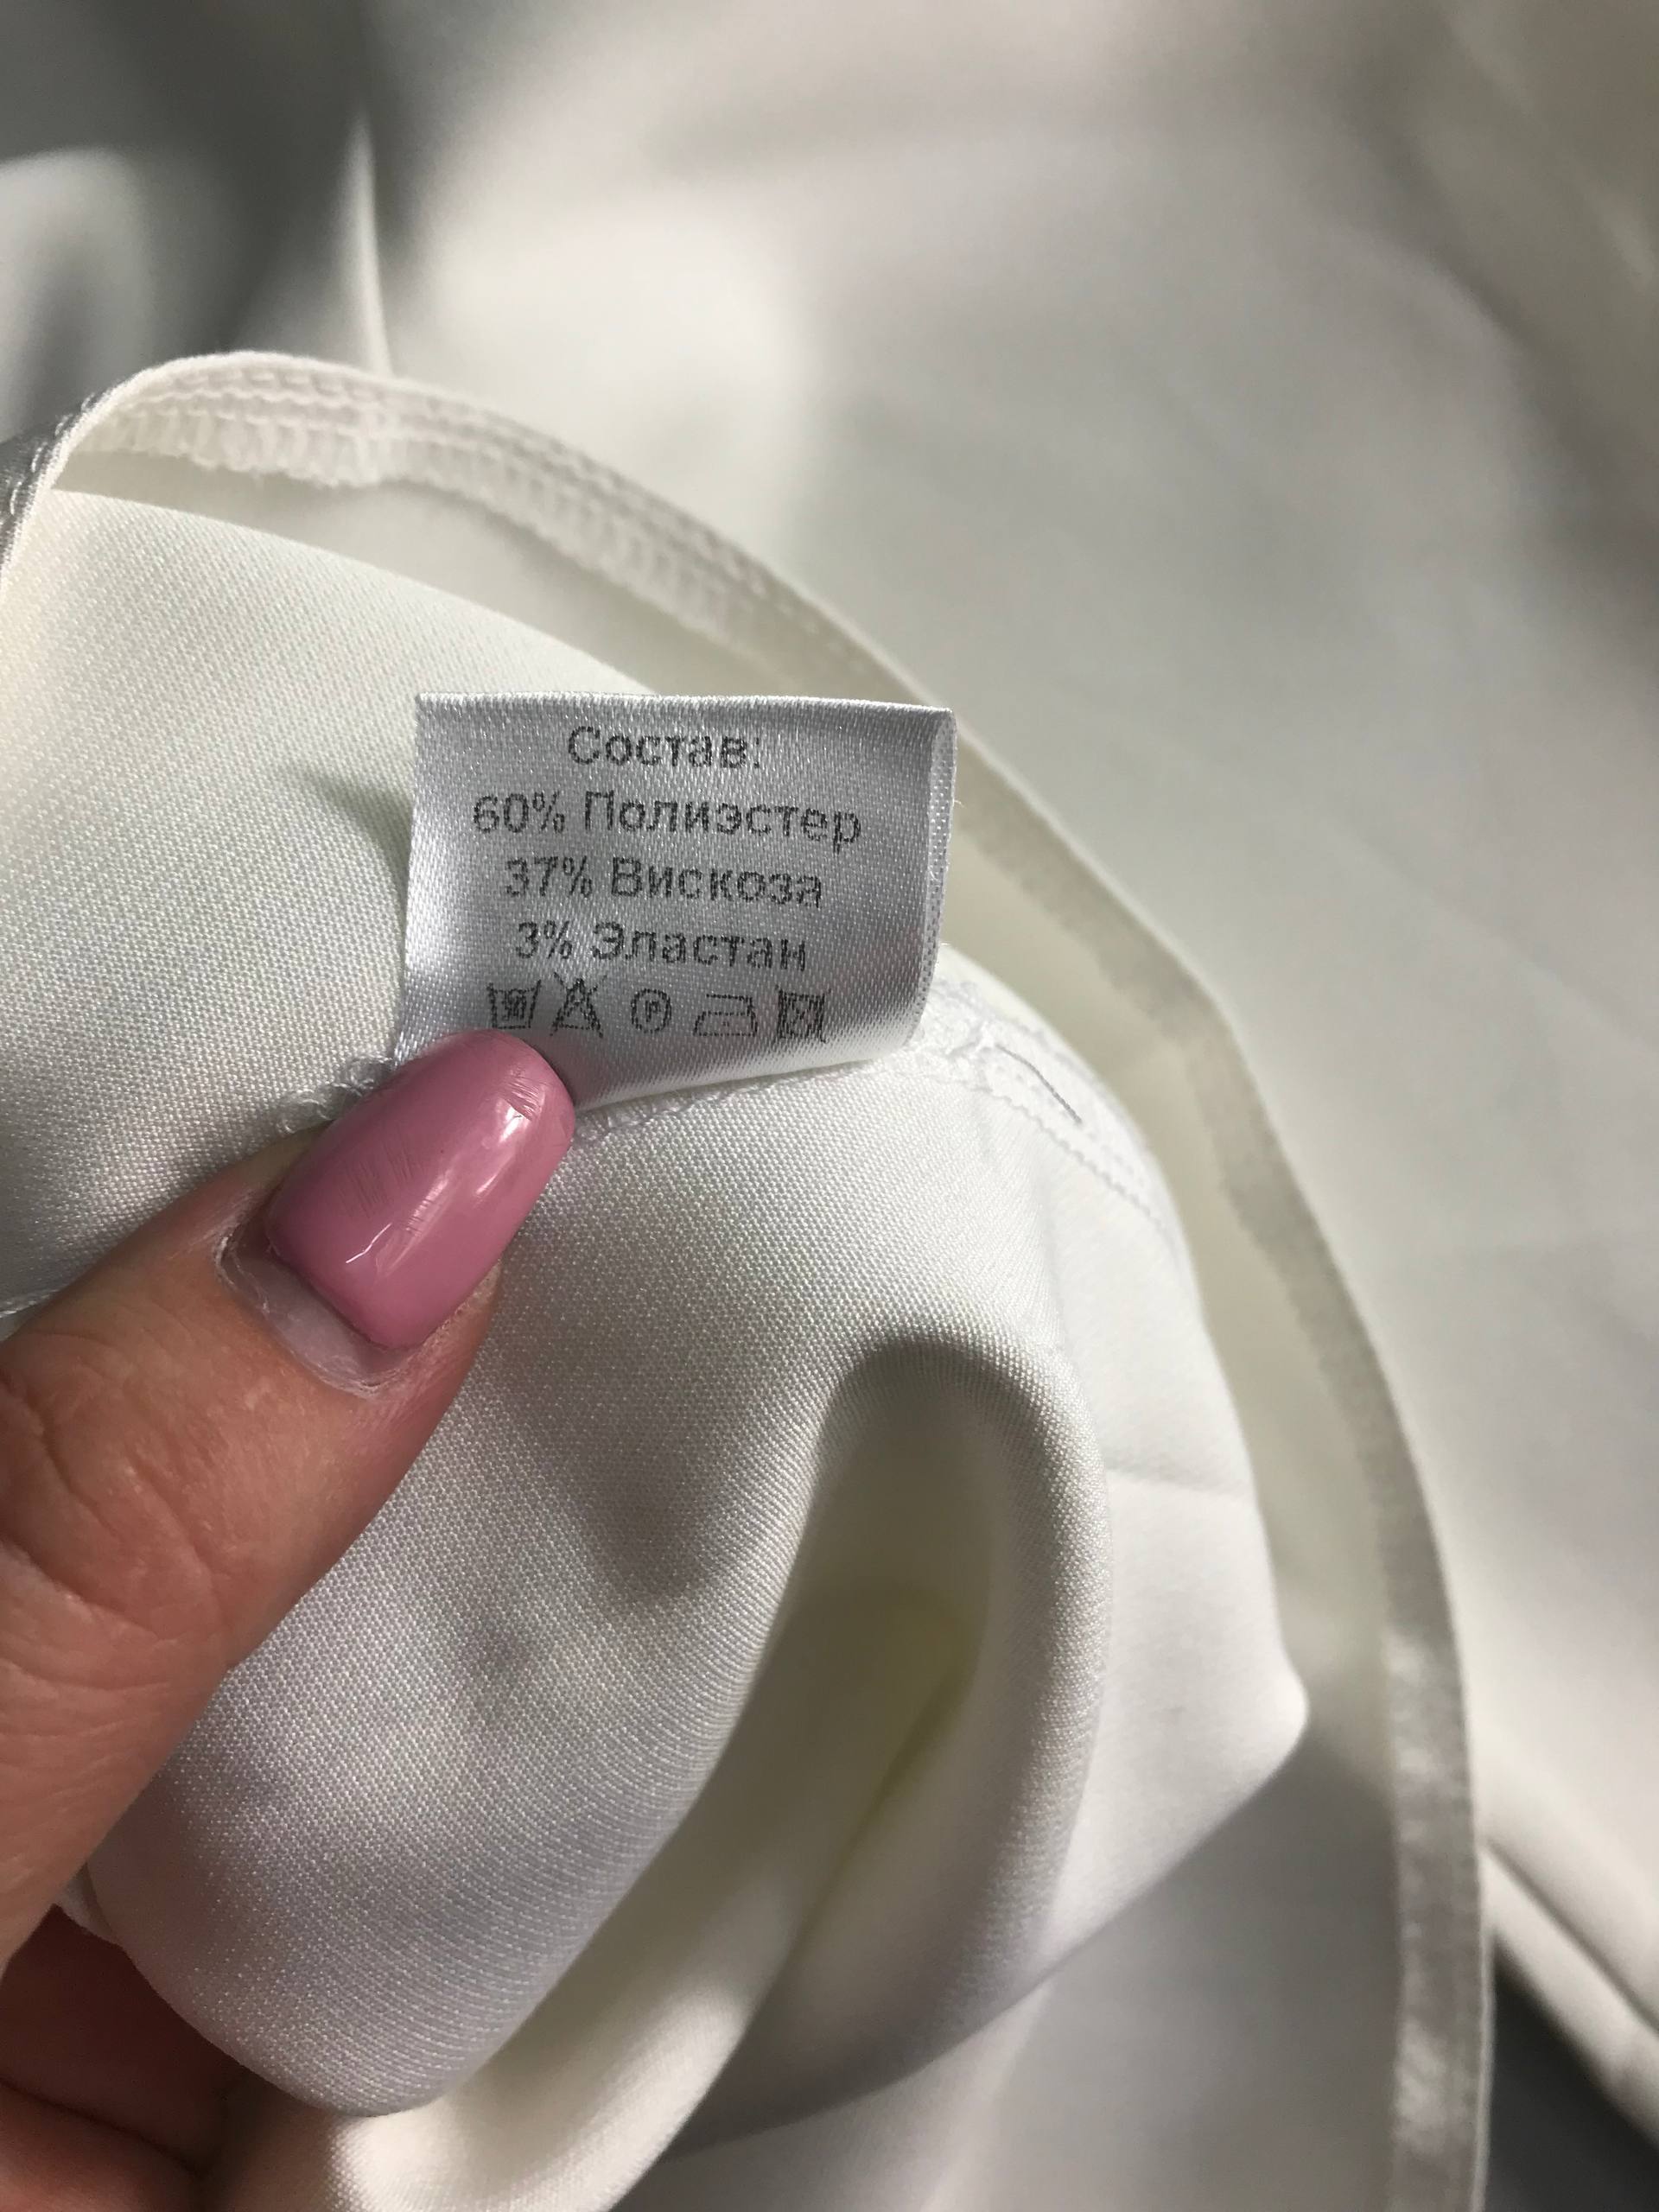 Состав:
60% Полиэстер
37% Вискоза
3% Эластан